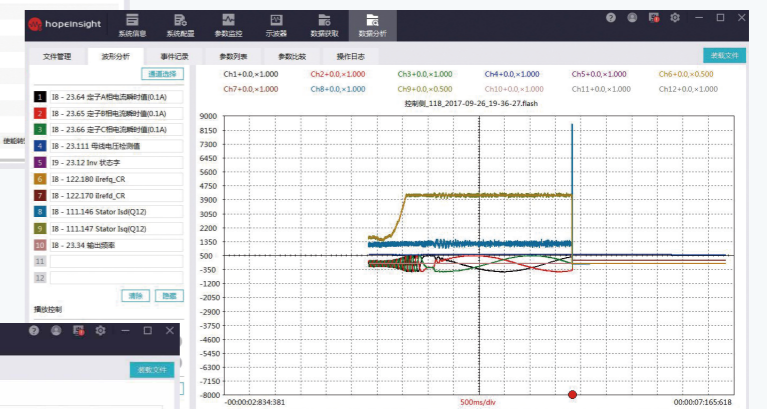 hopeinsight
系统信息 系统配置 参数监控 示波器 数据获取 数据分析
文件管理 波形分析 事件记录 参数列表 参数比较 操作日志 装载文件
通道选择
1 I8 - 23.64 定子A相电流瞬时值(0.1A)
2 I8 - 23.65 定子B相电流瞬时值(0.1A)
3 I8 - 23.66 定子C相电流瞬时值(0.1A)
4 I8 - 23.111 母线电压检测值
5 I9 - 23.12 Inv 状态字
6 I8 - 122.180 Brefq_CR
7 I8 - 122.170 Brefd_CR
8 I8 - 111.146 Stator Isd(Q12)
9 I8 - 111.147 Stator Isq(Q12)
10 I8 - 23.34 输出频率
11
12
清除 隐藏
播放控制
Ch1+0.0,×1.000 Ch2+0.0,×1.000 Ch3+0.0,×1.000 Ch4+0.0,×1.000 Ch5+0.0,×1.000 Ch6+0.0,×0.500
Ch7+0.0,×1.000 Ch8+0.0,×1.000 Ch9+0.0,×0.500 Ch10+0.0,×1.000 Ch11+0.0,×1.000 Ch12+0.0,×1.000
控制侧_118_2017-09-26_19-36-27.flash
9000
8150
7300
6450
5600
4750
3900
3050
2200
1350
500
-350
-1200
-2050
-2900
-3750
-4600
-5450
-6300
-7150
-8000
-00:00:02:834:381 500ms/div 00:00:07:165:618
使能转
装载文件